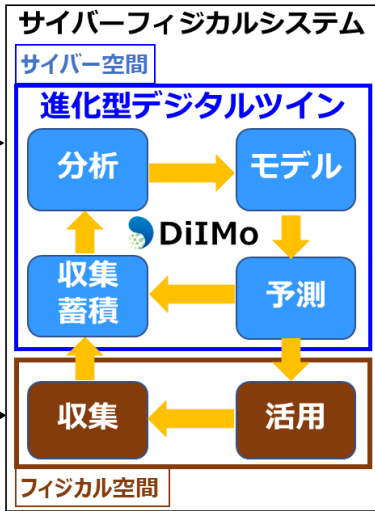 サイバーフィジカルシステム
サイバー空間
進化型デジタルツイン
分析
モデル
DiIMo
収集
蓄積
予測
収集
活用
フィジカル空間